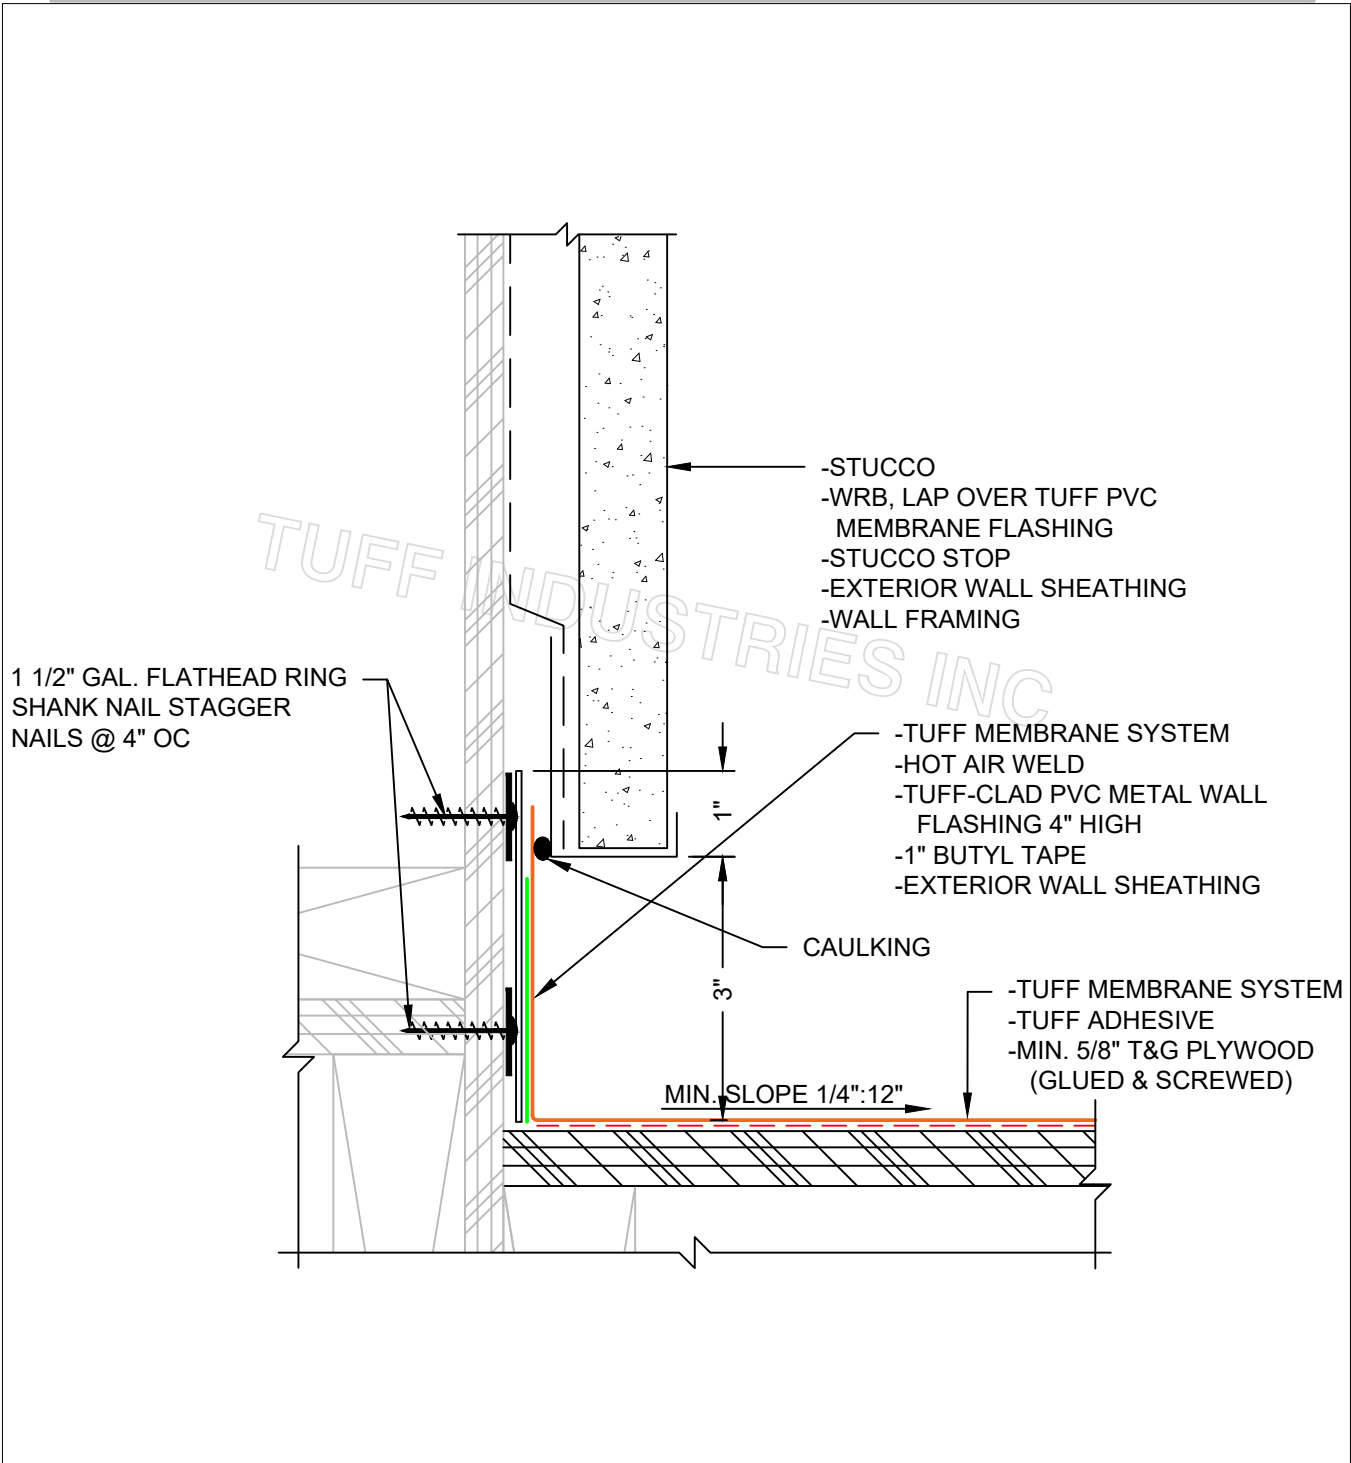 -STUCCO
-WRB, LAP OVER TUFF PVC
MEMBRANE FLASHING
-STUCCO STOP
-EXTERIOR WALL SHEATHING
-WALL FRAMING
TUFF INDUSTRIES INC
1 1/2" GAL. FLATHEAD RING
SHANK NAIL STAGGER
NAILS @ 4" OC
-TUFF MEMBRANE SYSTEM
-HOT AIR WELD
-TUFF-CLAD PVC METAL WALL
FLASHING 4" HIGH
-1" BUTYL TAPE
-EXTERIOR WALL SHEATHING
1"
CAULKING
3"
-TUFF MEMBRANE SYSTEM
-TUFF ADHESIVE
-MIN. 5/8" T&G PLYWOOD
(GLUED & SCREWED)
MIN. SLOPE 1/4":12"